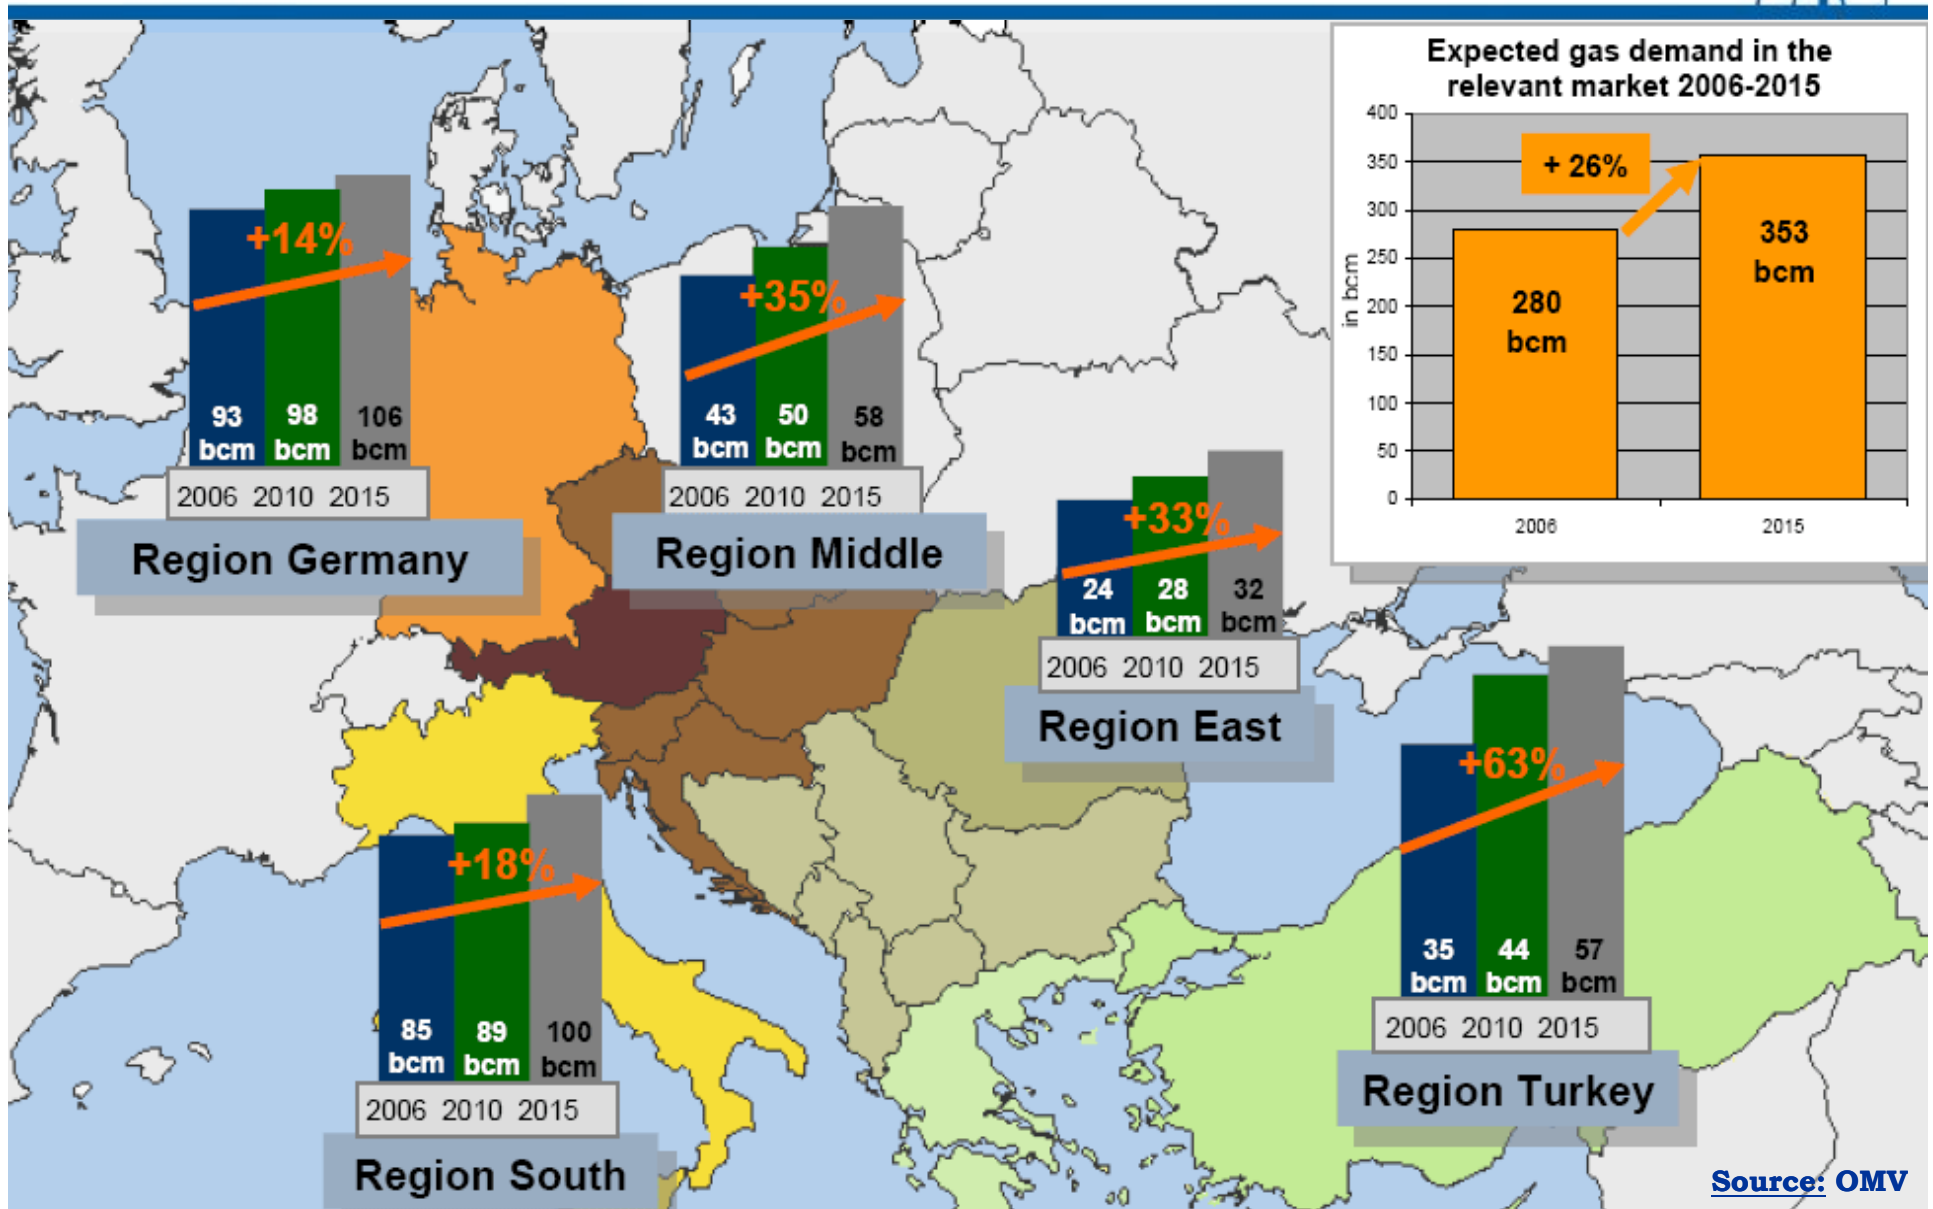 Expected gas demand in the
relevant market 2006-2015
in bcm
400
350
300
250
200
150
100
50
0
+ 26%
280
bcm
353
bcm
2006
2015
+14%
93
bcm
98
bcm
106
bcm
2006 2010 2015
Region Germany
+35%
43
bcm
50
bcm
58
bcm
2006 2010 2015
Region Middle
+33%
24
bcm
28
bcm
32
bcm
2006 2010 2015
Region East
+63%
35
bcm
44
bcm
57
bcm
2006 2010 2015
Region Turkey
+18%
85
bcm
89
bcm
100
bcm
2006 2010 2015
Region South
Source: OMV